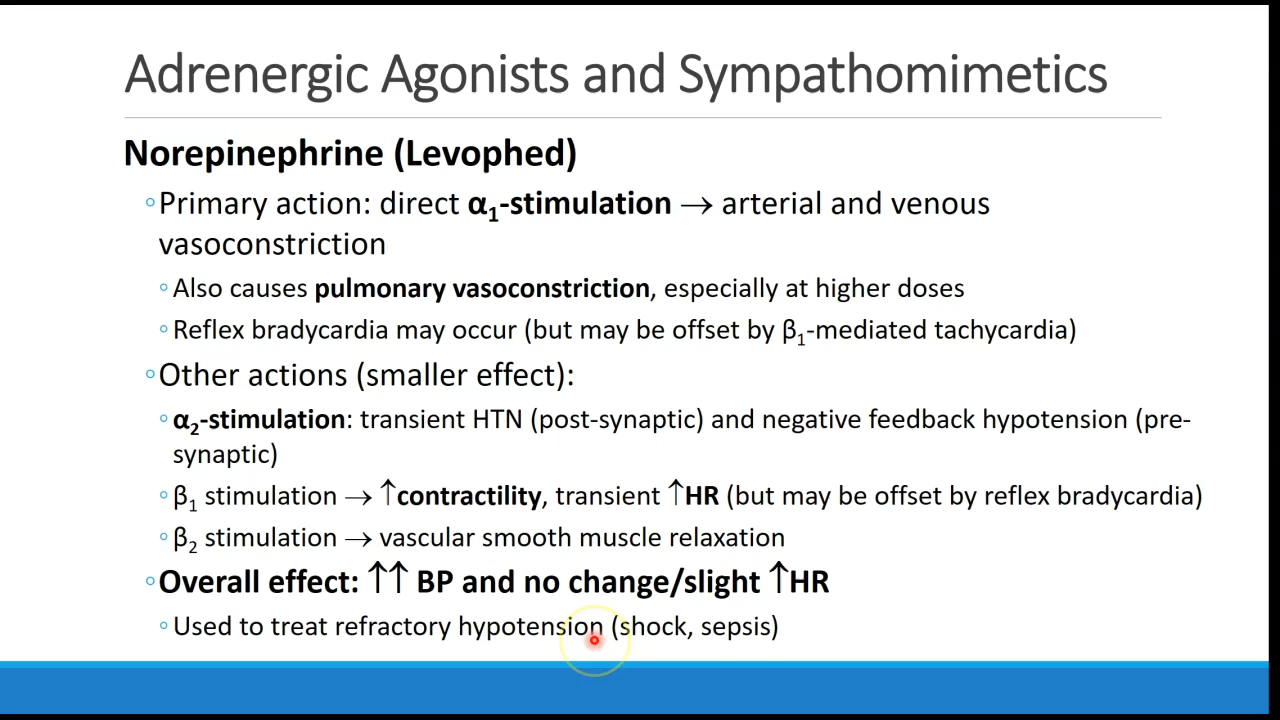 Adrenergic Agonists and Sympathomimetics
Norepinephrine (Levophed)
◦Primary action: direct α₁-stimulation → arterial and venous
vasoconstriction
◦Also causes pulmonary vasoconstriction, especially at higher doses
◦Reflex bradycardia may occur (but may be offset by β₁-mediated tachycardia)
◦Other actions (smaller effect):
◦α₂-stimulation: transient HTN (post-synaptic) and negative feedback hypotension (pre-
synaptic)
◦β₁ stimulation → ↑contractility, transient ↑HR (but may be offset by reflex bradycardia)
◦β₂ stimulation → vascular smooth muscle relaxation
◦Overall effect: ↑↑ BP and no change/slight ↑HR
◦Used to treat refractory hypotension (shock, sepsis)